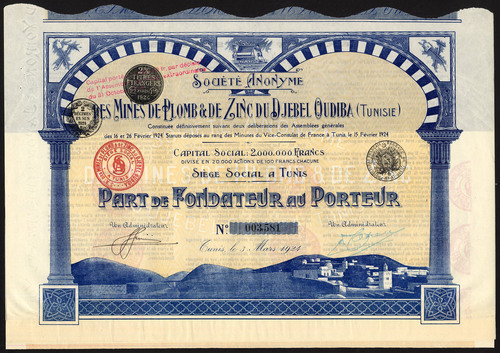 Société Anonyme
des Mines de Plomb & de Zinc du Djebel Oudiba (Tunisie)
Constituée définitivement suivant deux délibérations des Assemblées générales
des 16 et 26 Février 1924. Statuts déposés au rang des Minutes du Vice-Consulat de France à Tunis, le 15 Février 1924
Capital Social: 2.000.000 Francs
divisé en 20.000 actions de 100 francs chacune
Siège Social à Tunis
Part de Fondateur au Porteur
Un Administrateur
Nº 003581
Un Administrateur
Tunis, le 3 Mars 1924